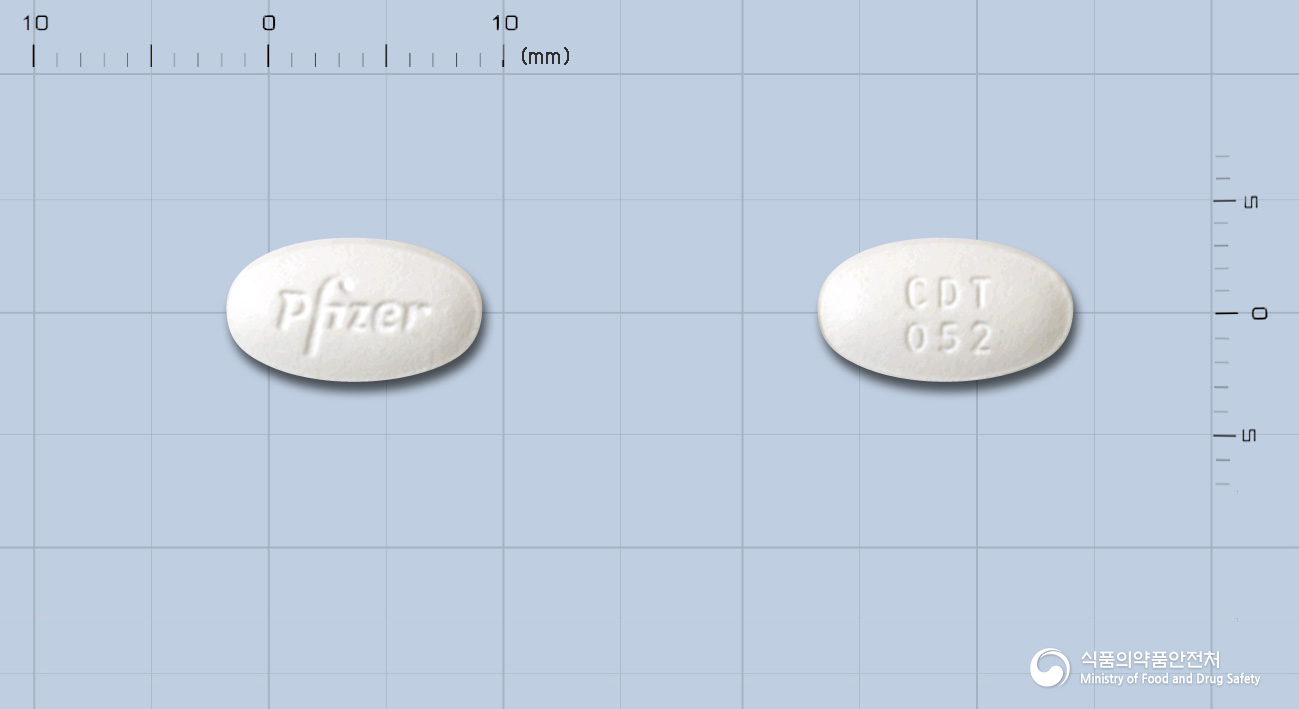 10 0 10
(mm)
5
0
5
Pfizer
CDT
052
식품의약품안전처
Ministry of Food and Drug Safety